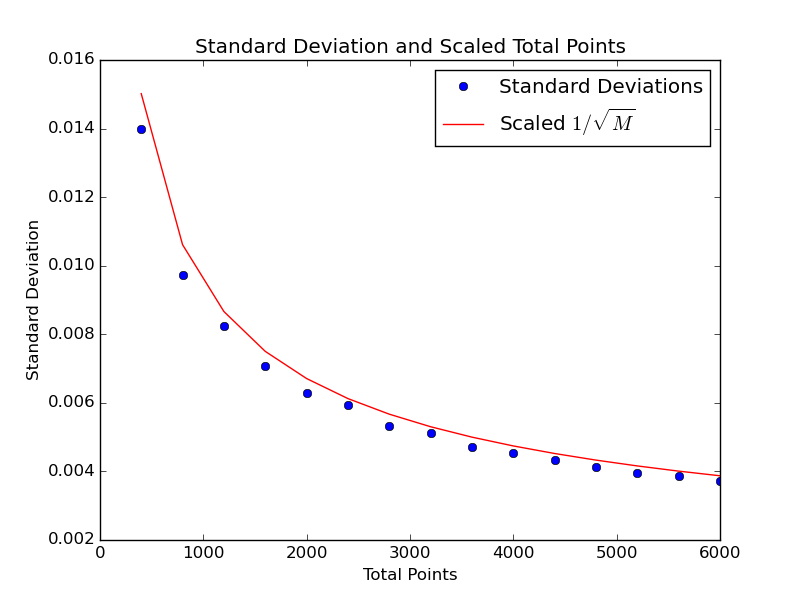 Standard Deviation and Scaled Total Points
0.016
0.014
0.012
0.010
0.008
0.006
0.004
0.002
Standard Deviation
Standard Deviations
Scaled 1/√M
0 1000 2000 3000 4000 5000 6000
Total Points